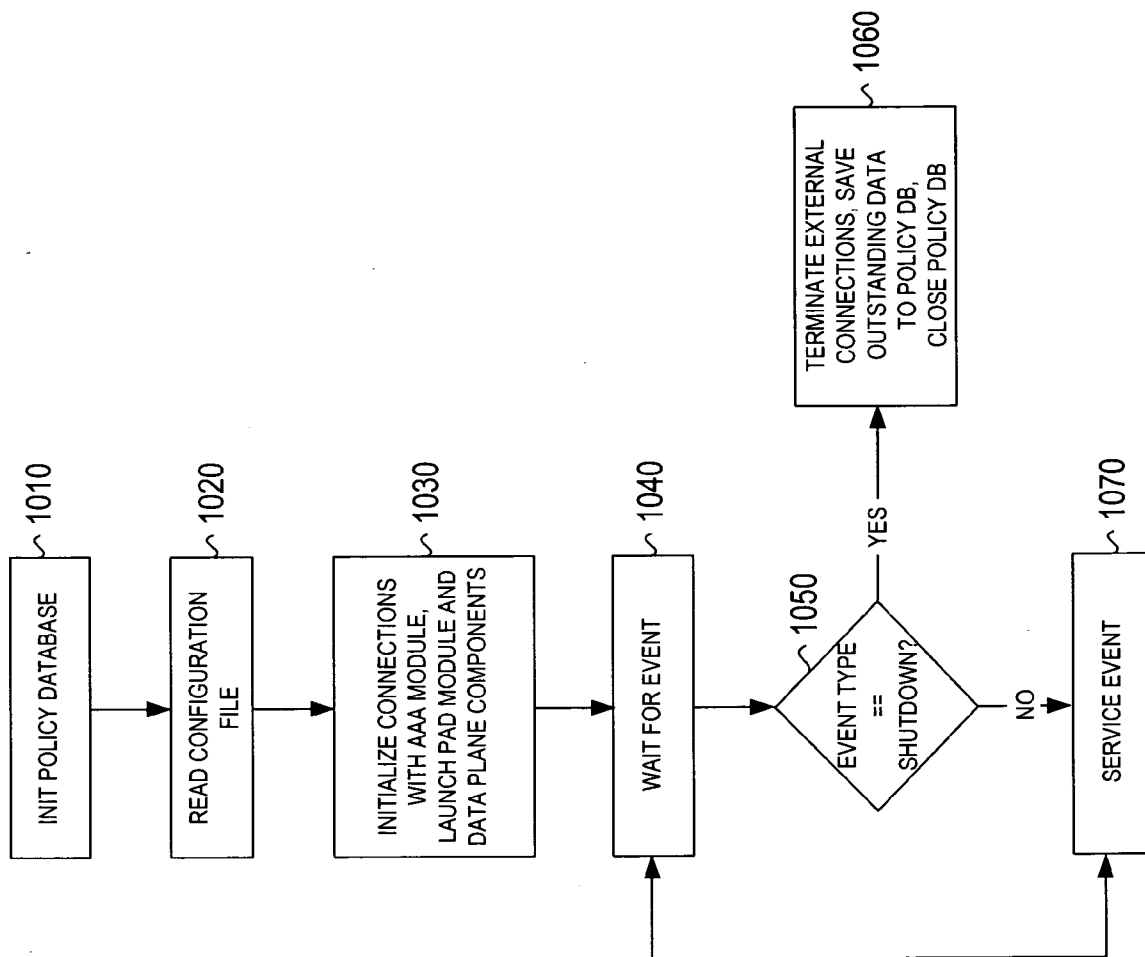 1010
INIT POLICY DATABASE
1020
READ CONFIGURATION
FILE
1030
INITIALIZE CONNECTIONS
WITH AAA MODULE,
LAUNCH PAD MODULE AND
DATA PLANE COMPONENTS
1040
WAIT FOR EVENT
1050
EVENT TYPE
==
SHUTDOWN?
YES
1060
TERMINATE EXTERNAL
CONNECTIONS, SAVE
OUTSTANDING DATA
TO POLICY DB,
CLOSE POLICY DB
NO
1070
SERVICE EVENT